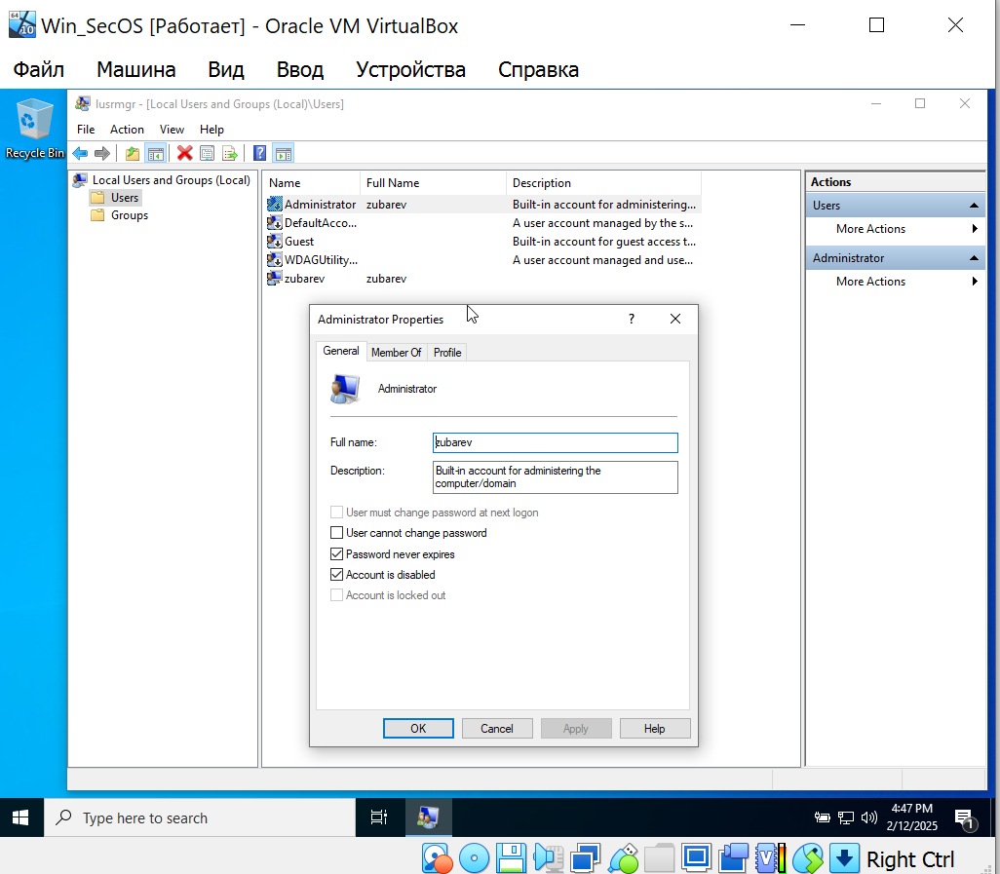 Win_SecOS [Работает] - Oracle VM VirtualBox
Файл Машина Вид Ввод Устройства Справка
Recycle Bin
lusrmgr - [Local Users and Groups (Local)\Users]
File Action View Help
Local Users and Groups (Local)
Users
Groups
Name Full Name Description
Administrator zubarev Built-in account for administering...
DefaultAcco... A user account managed by the s...
Guest Built-in account for guest access t...
WDAGUtility... A user account managed and use...
zubarev zubarev
Actions
Users
More Actions
Administrator
More Actions
Administrator Properties
General Member Of Profile
Administrator
Full name: zubarev
Description: Built-in account for administering the
computer/domain
User must change password at next logon
User cannot change password
Password never expires
Account is disabled
Account is locked out
OK Cancel Apply Help
Type here to search
4:47 PM
2/12/2025
1
Right Ctrl